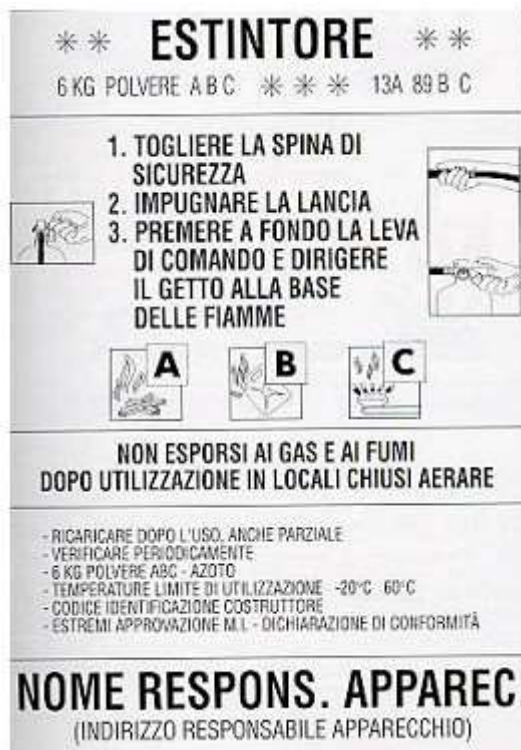 ** ESTINTORE **
6 KG POLVERE A B C *** 13A 89 B C
1. TOGLIERE LA SPINA DI
SICUREZZA
2. IMPUGNARE LA LANCIA
3. PREMERE A FONDO LA LEVA
DI COMANDO E DIRIGERE
IL GETTO ALLA BASE
DELLE FIAMME
A B C
NON ESPORSI AI GAS E AI FUMI
DOPO UTILIZZAZIONE IN LOCALI CHIUSI AERARE
- RICARICARE DOPO L'USO. ANCHE PARZIALE
- VERIFICARE PERIODICAMENTE
- 6 KG POLVERE ABC - AZOTO
- TEMPERATURE LIMITE DI UTILIZZAZIONE -20°C 60°C
- CODICE IDENTIFICAZIONE COSTRUTTORE
- ESTREMI APPROVAZIONE M.I. - DICHIARAZIONE DI CONFORMITÀ
NOME RESPONS. APPAREC
(INDIRIZZO RESPONSABILE APPARECCHIO)